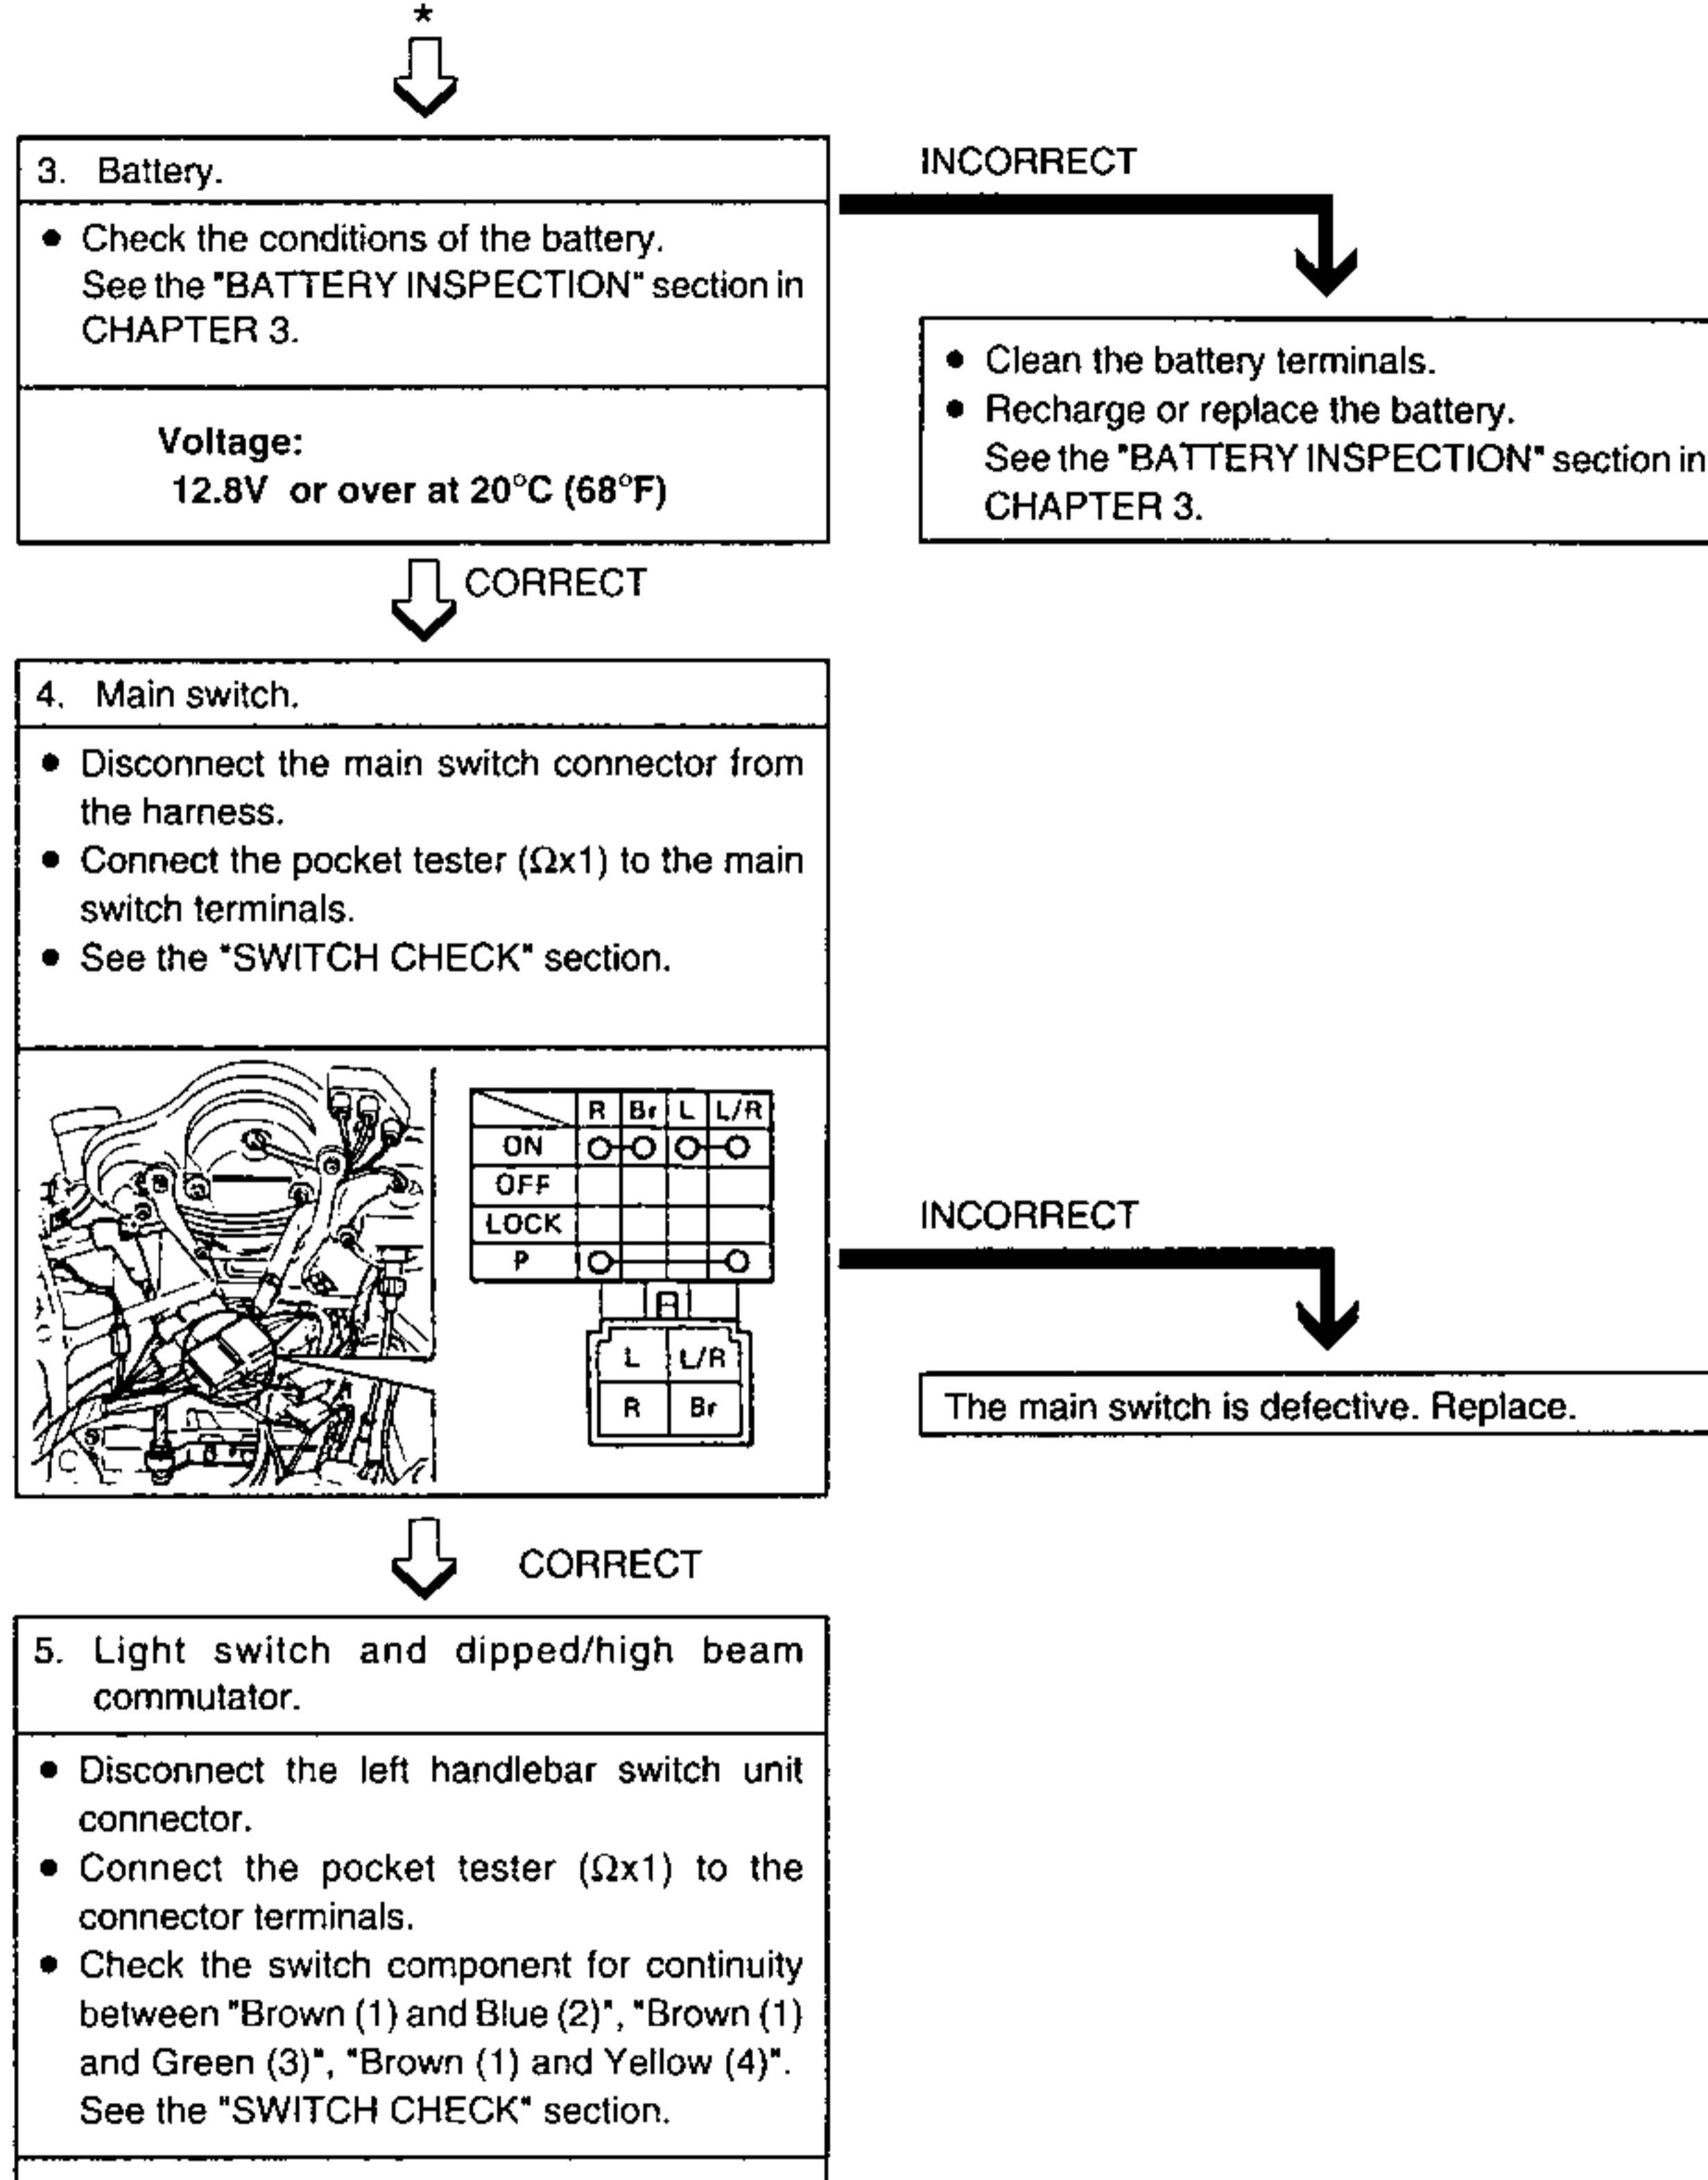 *
3. Battery.
INCORRECT
● Check the conditions of the battery.
See the "BATTERY INSPECTION" section in
CHAPTER 3.
● Clean the battery terminals.
● Recharge or replace the battery.
See the "BATTERY INSPECTION" section in
CHAPTER 3.
Voltage:
12.8V or over at 20°C (68°F)
CORRECT
4. Main switch.
● Disconnect the main switch connector from
the harness.
● Connect the pocket tester (Ωx1) to the main
switch terminals.
● See the "SWITCH CHECK" section.
R Br L L/R
ON
OFF
LOCK
P
L L/R
R Br
INCORRECT
The main switch is defective. Replace.
CORRECT
5. Light switch and dipped/high beam
commutator.
● Disconnect the left handlebar switch unit
connector.
● Connect the pocket tester (Ωx1) to the
connector terminals.
● Check the switch component for continuity
between "Brown (1) and Blue (2)", "Brown (1)
and Green (3)", "Brown (1) and Yellow (4)".
See the "SWITCH CHECK" section.